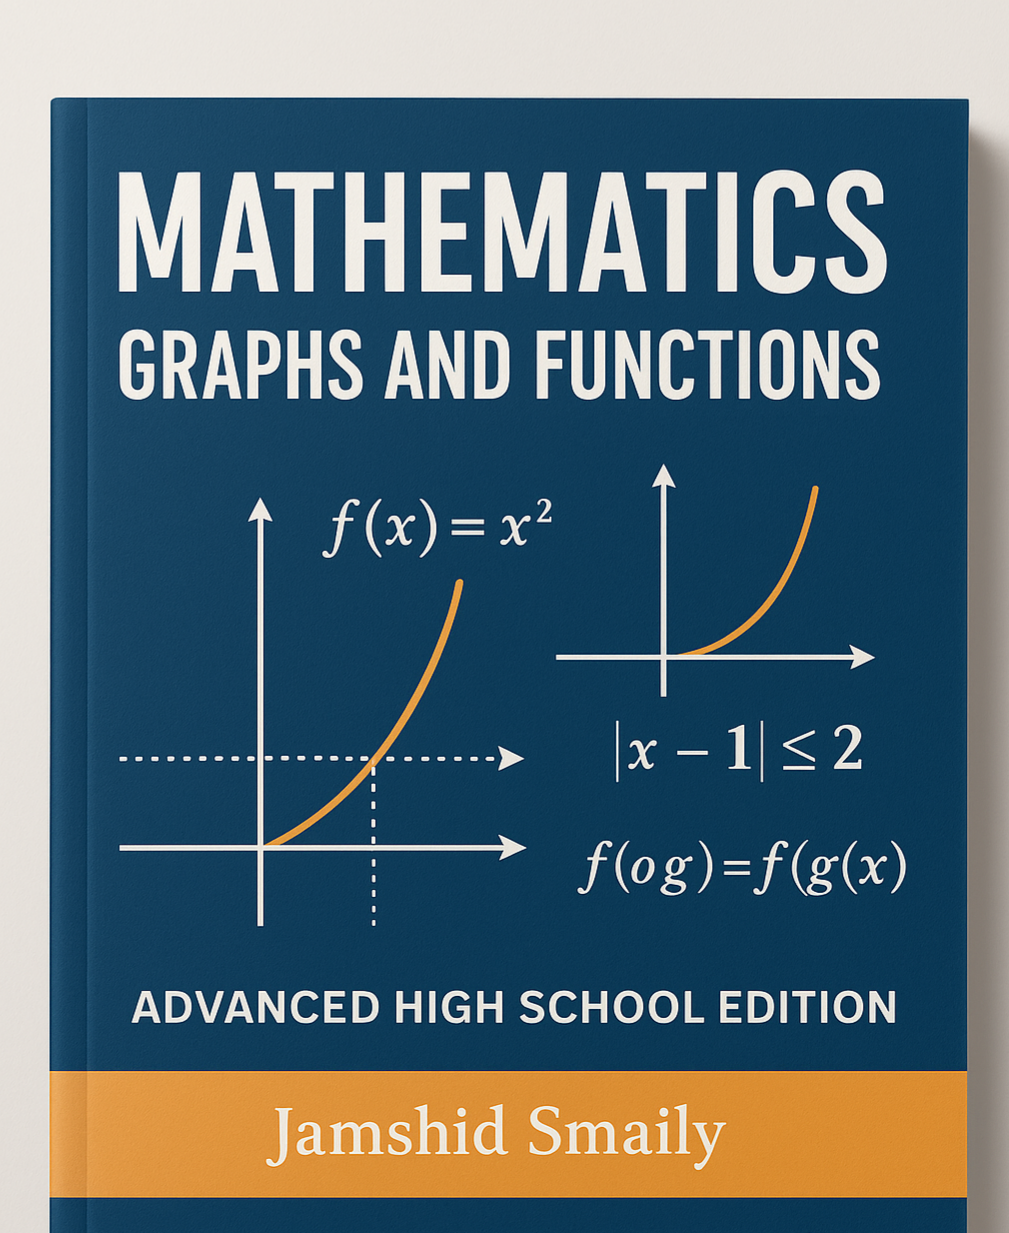 MATHEMATICS
GRAPHS AND FUNCTIONS
f(x) = x²
|x − 1| ≤ 2
f(og)=f(g(x)
ADVANCED HIGH SCHOOL EDITION
Jamshid Smaily